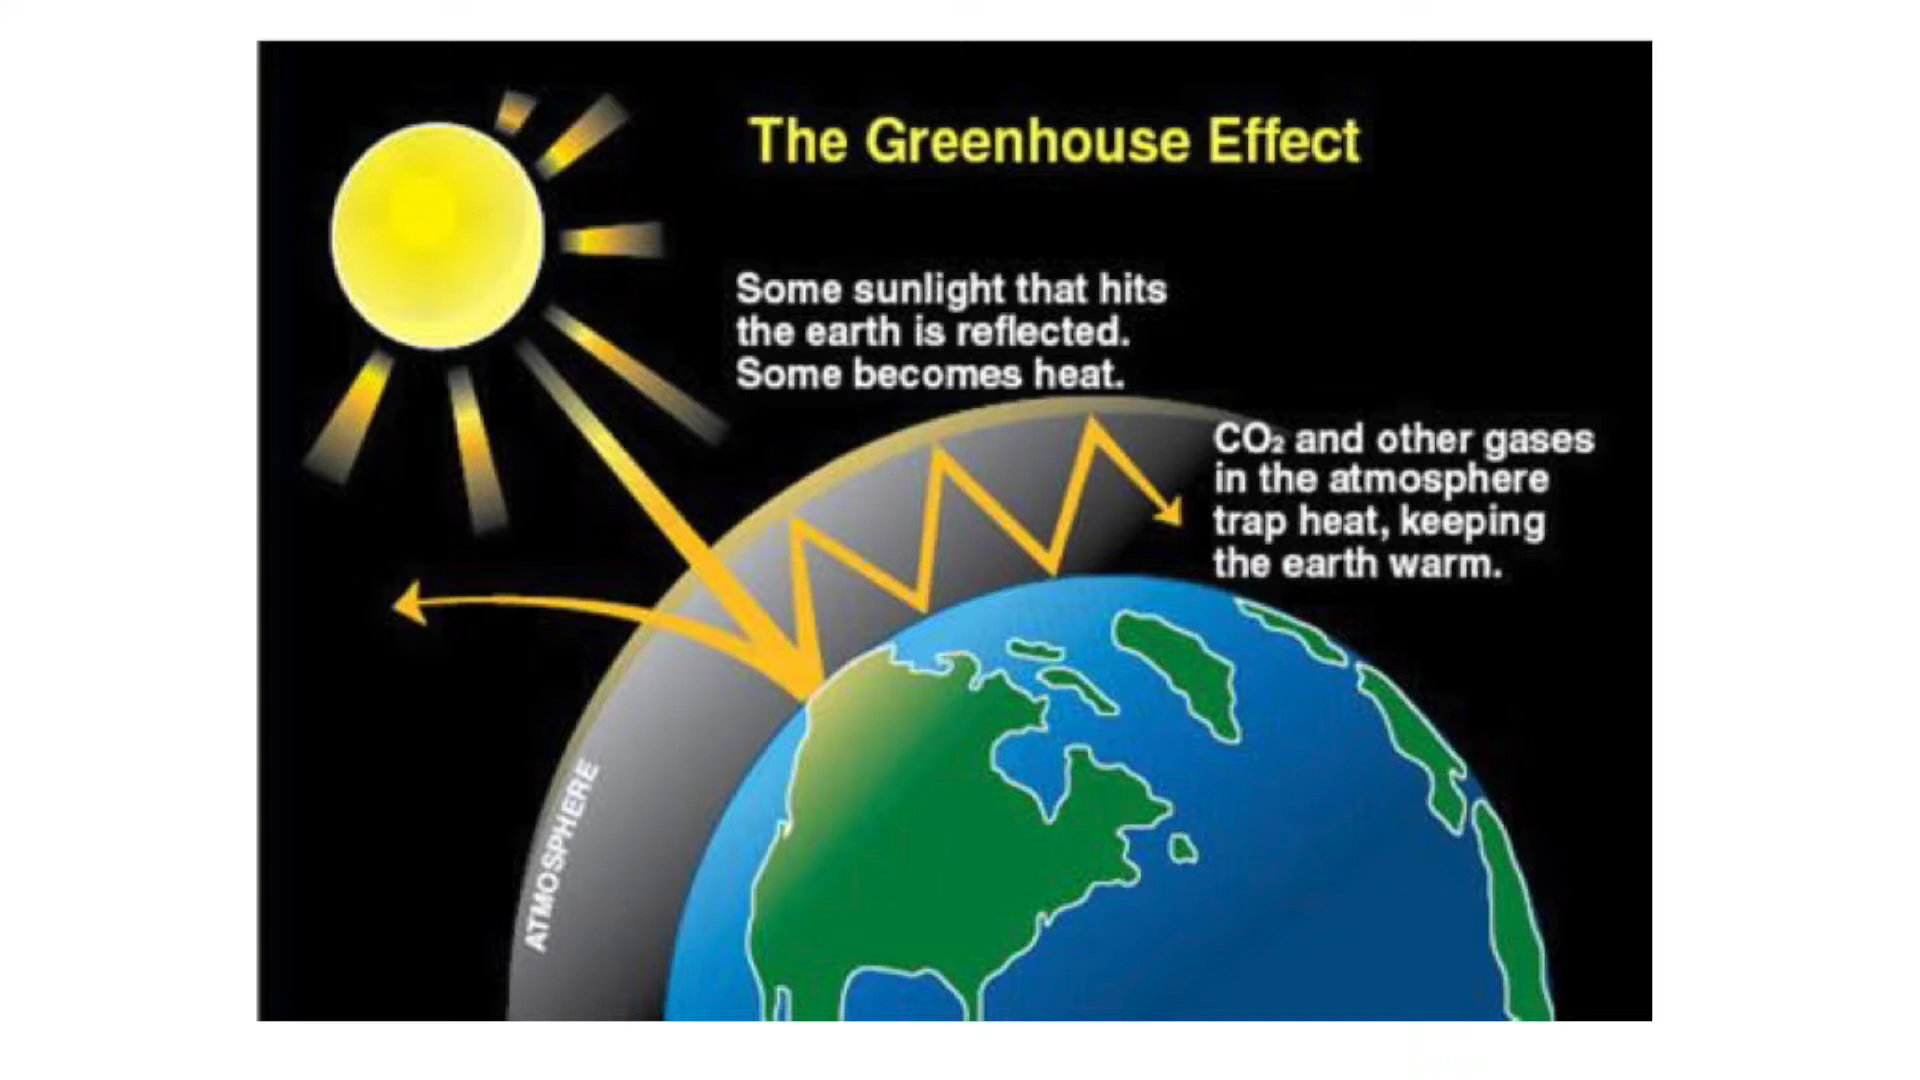 The Greenhouse Effect
Some sunlight that hits
the earth is reflected.
Some becomes heat.
CO₂ and other gases
in the atmosphere
trap heat, keeping
the earth warm.
ATMOSPHERE